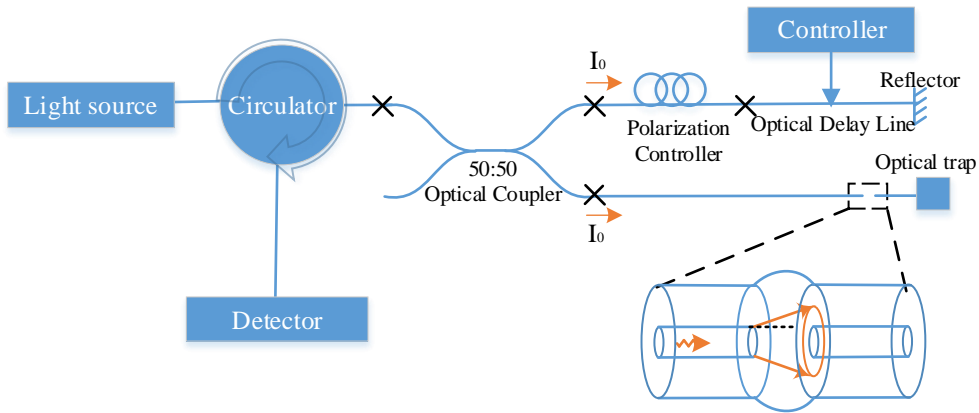 Controller
I0
Reflector
Light source
Circulator
Polarization
Controller
Optical Delay Line
50:50
Optical Coupler
Optical trap
I0
Detector